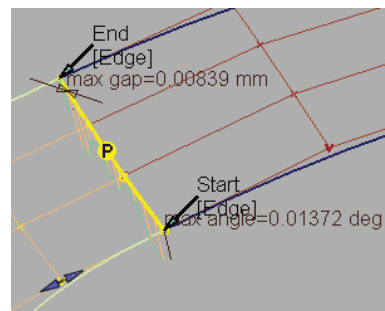 End
[Edge]
max gap=0.00839 mm
P
Start
[Edge]
max angle=0.01372 deg